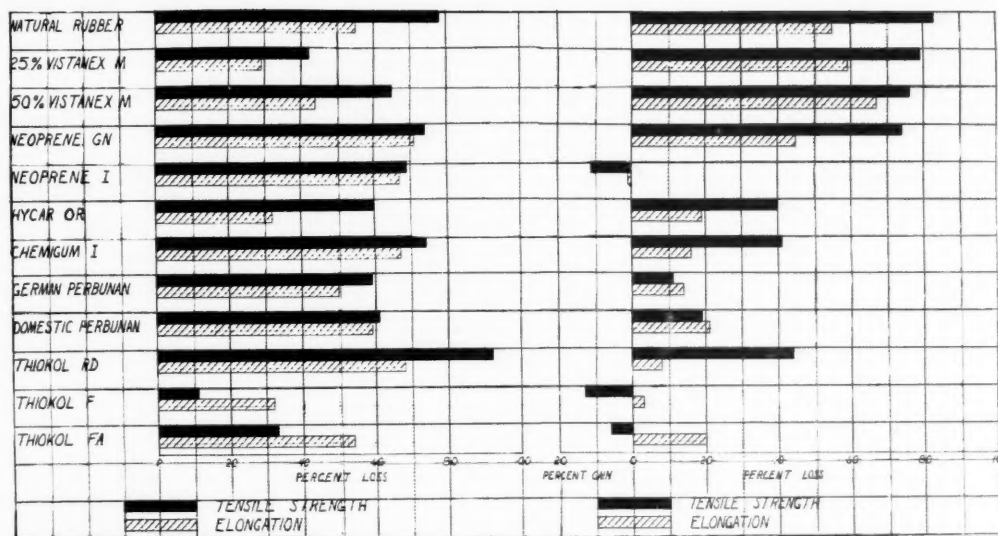 NATURAL RUBBER
25% VISTANEX M
50% VISTANEX M
NEOPRENE GN
NEOPRENE I
HYCAR OR
CHEMIGUM I
GERMAN PERBUNAN
DOMESTIC PERBUNAN
THIOKOL RD
THIOKOL F
THIOKOL FA
0 20 40 60 80 20 0 20 40 60 80
PERCENT LOSS PERCENT GAIN PERCENT LOSS
TENSILE STRENGTH TENSILE STRENGTH
ELONGATION ELONGATION